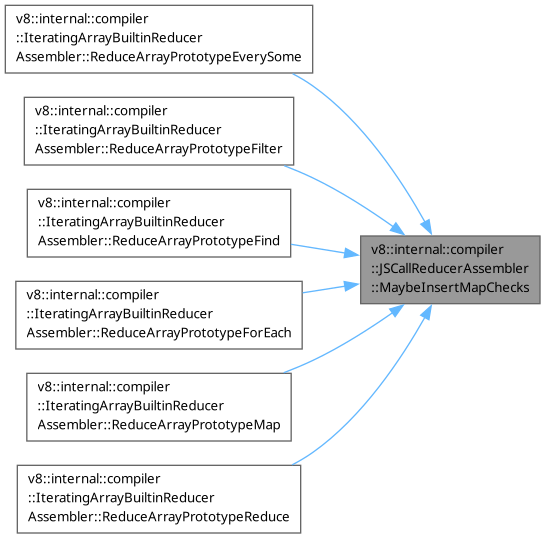 v8::internal::compiler
::IteratingArrayBuiltinReducer
Assembler::ReduceArrayPrototypeEverySome
v8::internal::compiler
::IteratingArrayBuiltinReducer
Assembler::ReduceArrayPrototypeFilter
v8::internal::compiler
::IteratingArrayBuiltinReducer
Assembler::ReduceArrayPrototypeFind
v8::internal::compiler
::JSCallReducerAssembler
::MaybeInsertMapChecks
v8::internal::compiler
::IteratingArrayBuiltinReducer
Assembler::ReduceArrayPrototypeForEach
v8::internal::compiler
::IteratingArrayBuiltinReducer
Assembler::ReduceArrayPrototypeMap
v8::internal::compiler
::IteratingArrayBuiltinReducer
Assembler::ReduceArrayPrototypeReduce